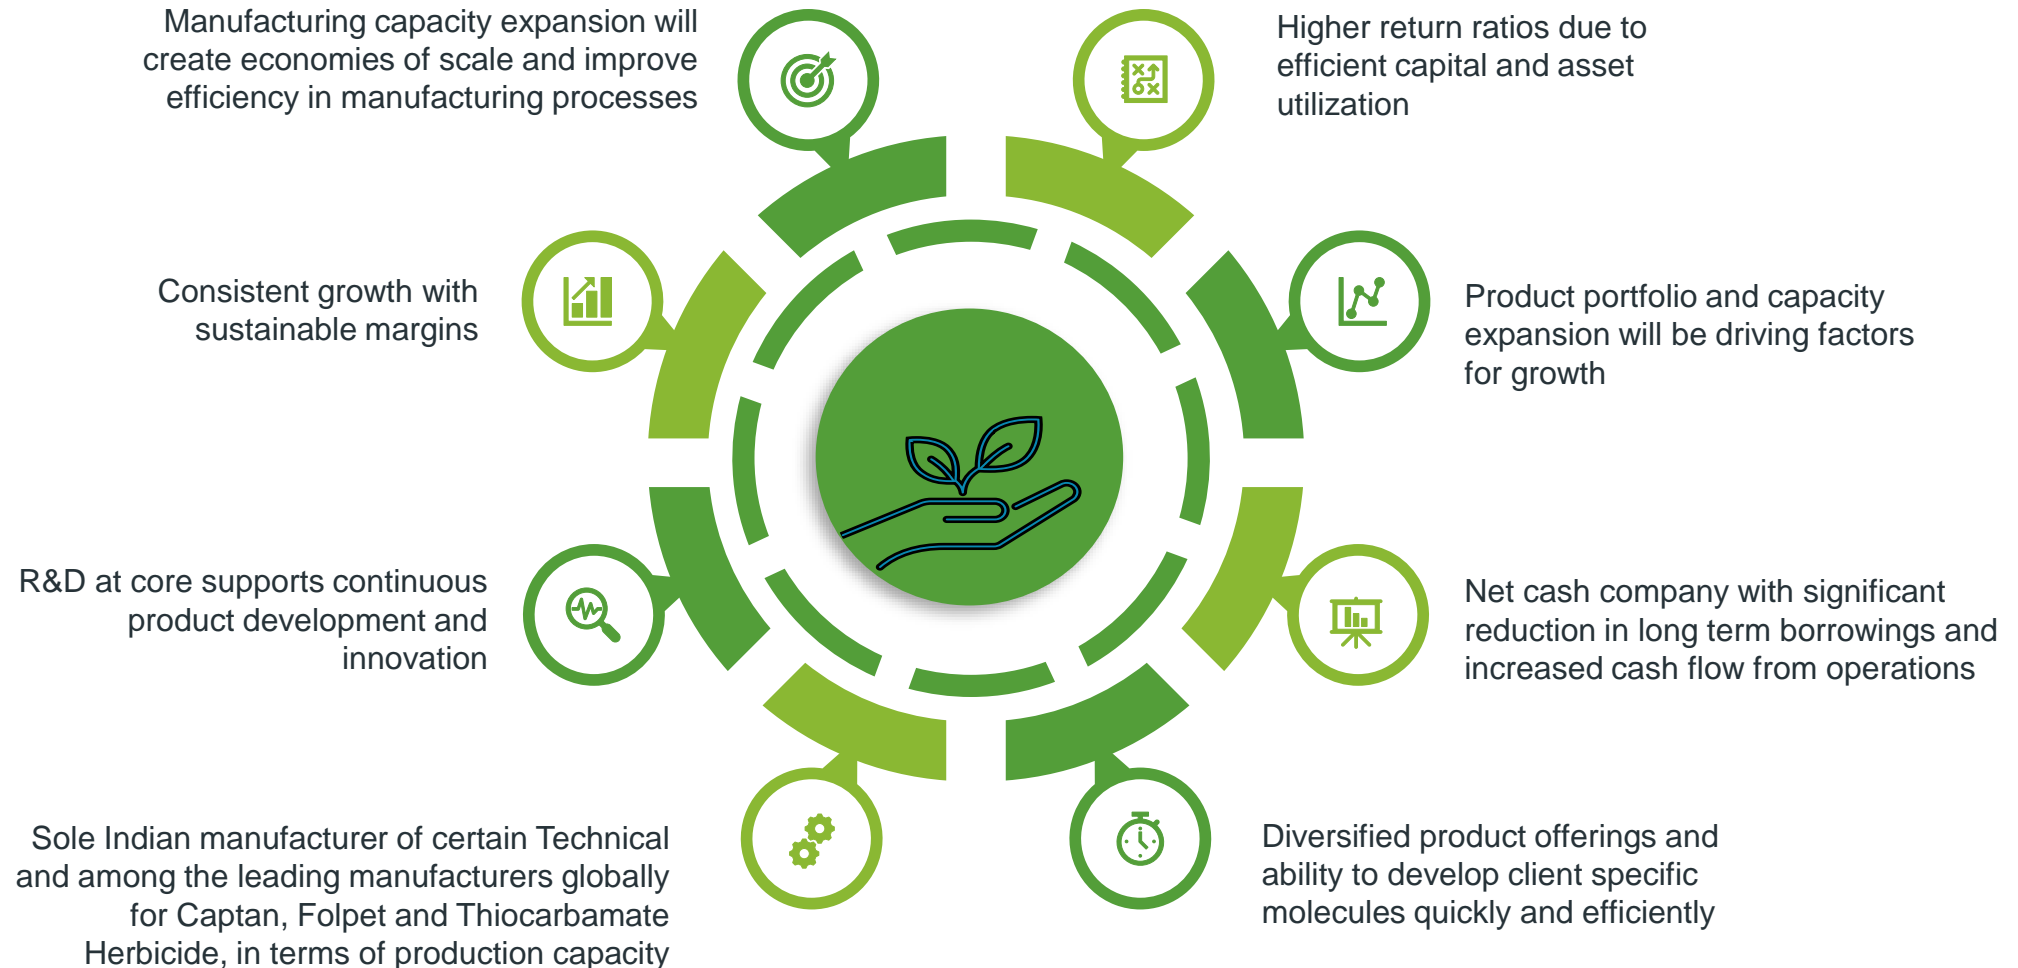 Manufacturing capacity expansion will
create economies of scale and improve
efficiency in manufacturing processes
Higher return ratios due to
efficient capital and asset
utilization
Consistent growth with
sustainable margins
Product portfolio and capacity
expansion will be driving factors
for growth
R&D at core supports continuous
product development and
innovation
Net cash company with significant
reduction in long term borrowings and
increased cash flow from operations
Sole Indian manufacturer of certain Technical
and among the leading manufacturers globally
for Captan, Folpet and Thiocarbamate
Herbicide, in terms of production capacity
Diversified product offerings and
ability to develop client specific
molecules quickly and efficiently